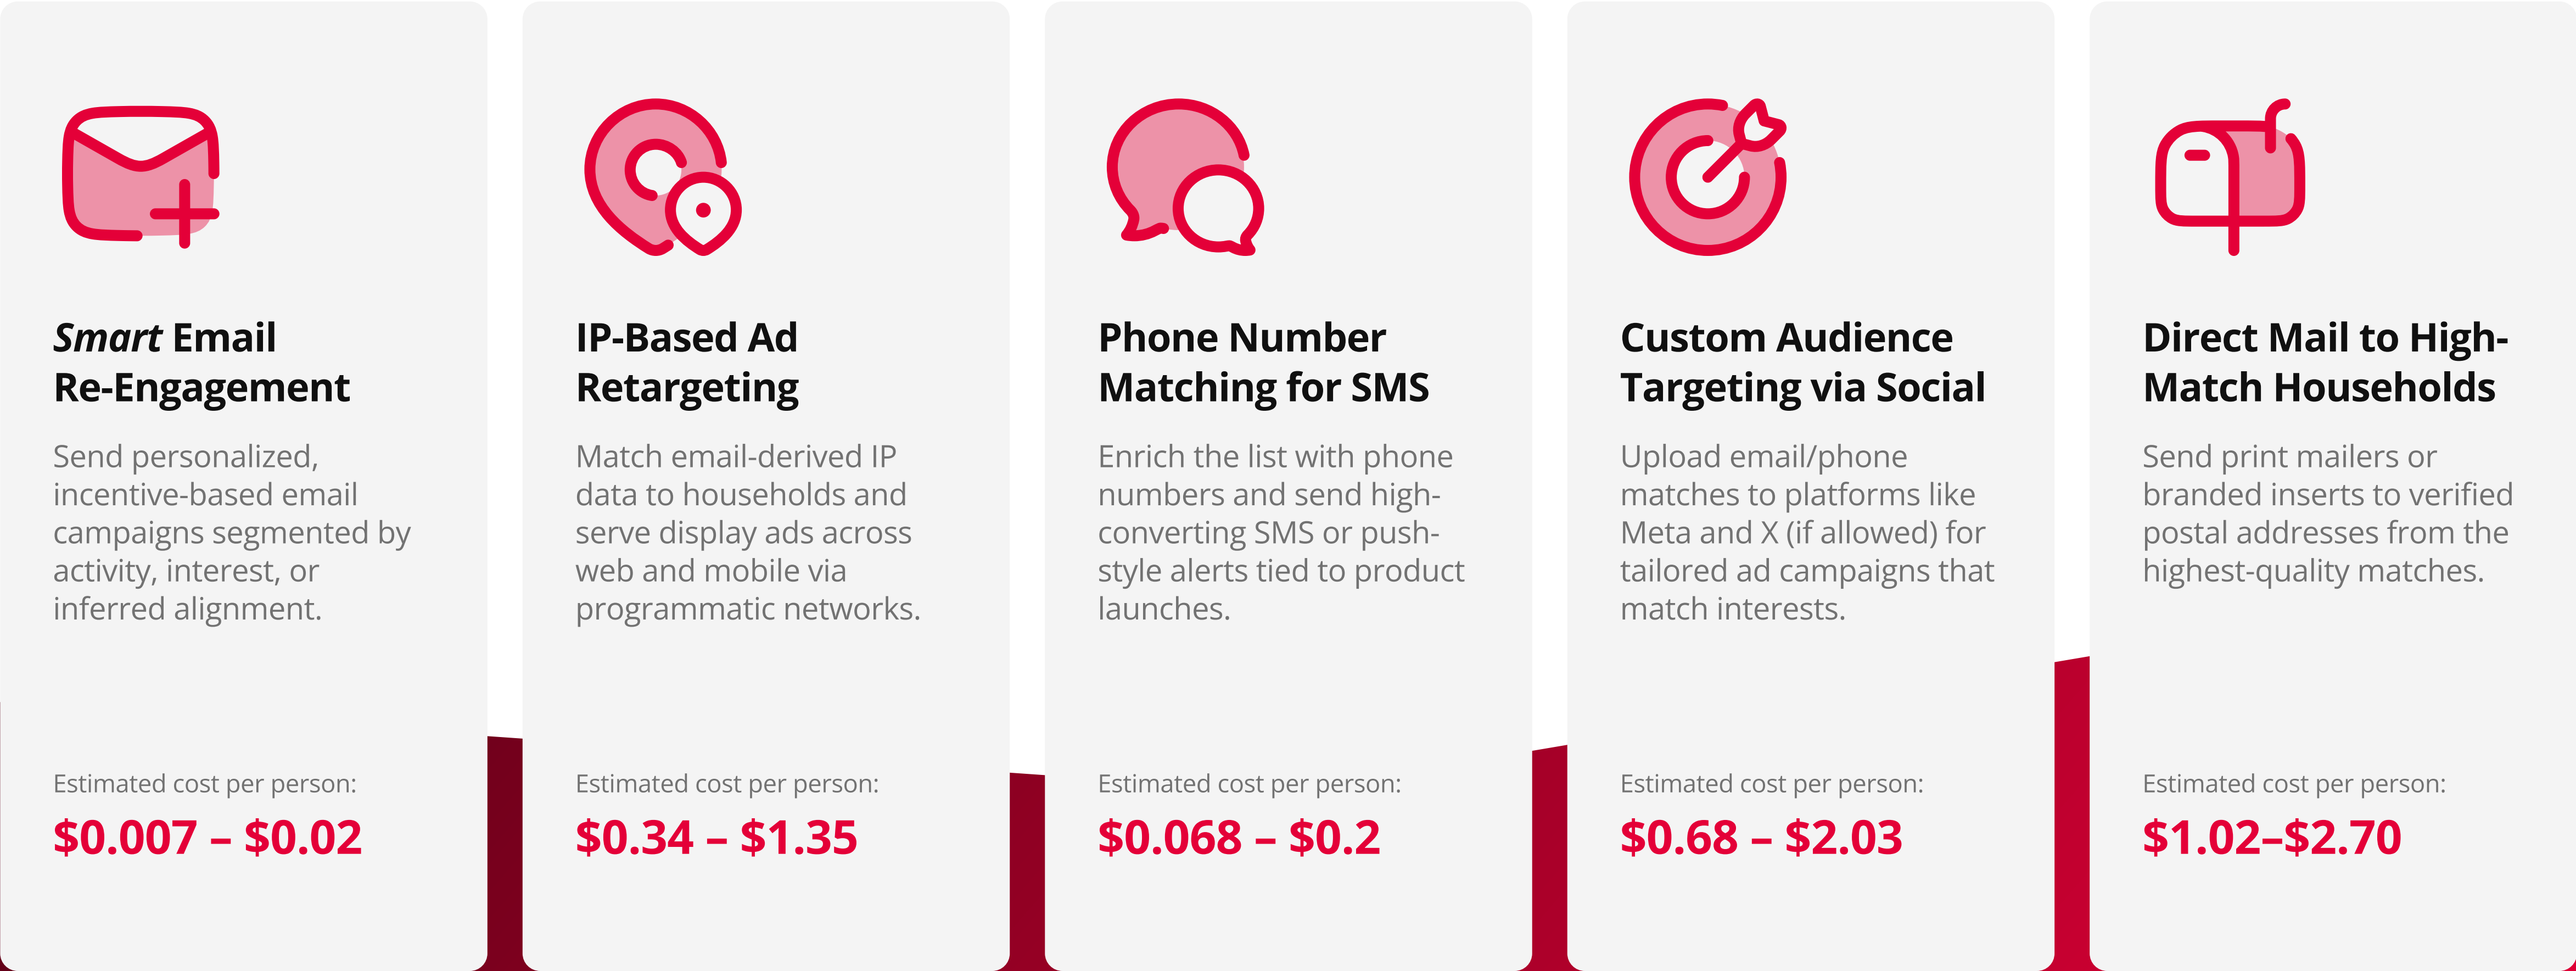 Smart Email
Re-Engagement
Send personalized,
incentive-based email
campaigns segmented by
activity, interest, or
inferred alignment.
Estimated cost per person:
$0.007 – $0.02
IP-Based Ad
Retargeting
Match email-derived IP
data to households and
serve display ads across
web and mobile via
programmatic networks.
Estimated cost per person:
$0.34 – $1.35
Phone Number
Matching for SMS
Enrich the list with phone
numbers and send high-
converting SMS or push-
style alerts tied to product
launches.
Estimated cost per person:
$0.068 – $0.2
Custom Audience
Targeting via Social
Upload email/phone
matches to platforms like
Meta and X (if allowed) for
tailored ad campaigns that
match interests.
Estimated cost per person:
$0.68 – $2.03
Direct Mail to High-
Match Households
Send print mailers or
branded inserts to verified
postal addresses from the
highest-quality matches.
Estimated cost per person:
$1.02–$2.70